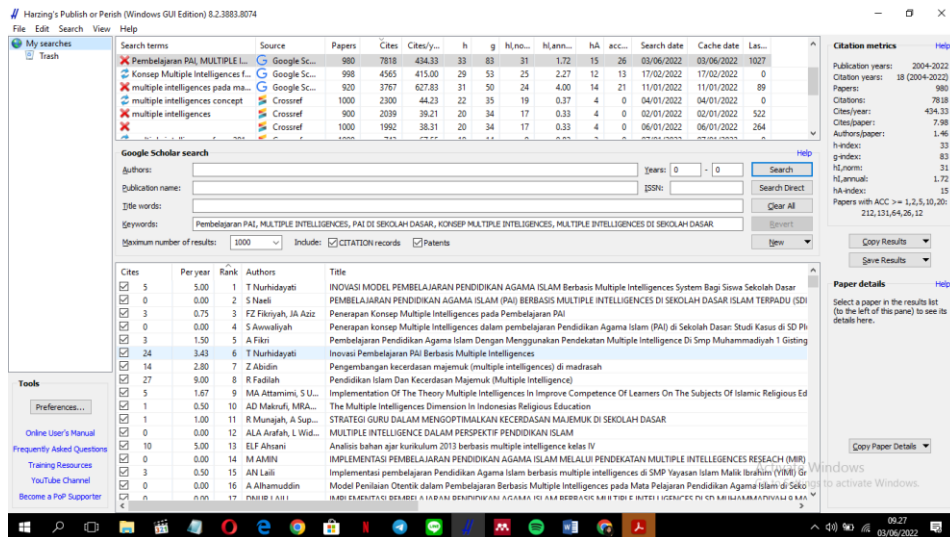 Harzing's Publish or Perish (Windows GUI Edition) 8.2.3883.8074
File Edit Search View Help
My searches
Trash
Search terms Source Papers Cites Cites/y... h g hI,no... hI,ann... hA acc... Search date Cache date Las...
Pembelajaran PAI, MULTIPLE I... Google Sc... 980 7818 434.33 33 83 31 1.72 15 26 03/06/2022 03/06/2022 1027
Konsep Multiple Intelligences f... Google Sc... 998 4565 415.00 29 53 25 2.27 12 13 17/02/2022 17/02/2022 0
multiple intelligences pada ma... Google Sc... 920 3767 627.83 31 50 24 4.00 14 21 11/01/2022 11/01/2022 89
multiple intelligences concept Crossref 1000 2300 44.23 22 35 19 0.37 4 0 04/01/2022 04/01/2022 0
multiple intelligences Crossref 900 2039 39.21 20 34 17 0.33 4 0 02/01/2022 02/01/2022 522
Crossref 1000 1992 38.31 20 34 17 0.33 4 0 06/01/2022 06/01/2022 264
Google Scholar search Help
Authors: Years: 0 - 0 Search
Publication name: ISSN: Search Direct
Title words: Clear All
Keywords: Pembelajaran PAI, MULTIPLE INTELLIGENCES, PAI DI SEKOLAH DASAR, KONSEP MULTIPLE INTELIGENCES, MULTIPLE INTELLIGENCES DI SEKOLAH DASAR Revert
Maximum number of results: 1000 Include: CITATION records Patents New
Cites Per year Rank Authors Title
5 5.00 1 T Nurhidayati INOVASI MODEL PEMBELAJARAN PENDIDIKAN AGAMA ISLAM Berbasis Multiple Intelligences System Bagi Siswa Sekolah Dasar
0 0.00 2 S Naeli PEMBELAJARAN PENDIDIKAN AGAMA ISLAM (PAI) BERBASIS MULTIPLE INTELLIGENCES DI SEKOLAH DASAR ISLAM TERPADU (SDI
3 0.75 3 FZ Fikriyah, JA Aziz Penerapan Konsep Multiple Intelligences pada Pembelajaran PAI
0 0.00 4 S Awwaliyah Penerapan konsep Multiple Intelligences dalam pembelajaran Pendidikan Agama Islam (PAI) di Sekolah Dasar: Studi Kasus di SD Pl
3 1.50 5 A Fikri Pembelajaran Pendidikan Agama Islam Dengan Menggunakan Pendekatan Multiple Intelligence Di Smp Muhammadiyah 1 Gisting
24 3.43 6 T Nurhidayati Inovasi Pembelajaran PAI Berbasis Multiple Intelligences
14 2.80 7 Z Abidin Pengembangan kecerdasan majemuk (multiple intelligences) di madrasah
27 9.00 8 R Fadilah Pendidikan Islam Dan Kecerdasan Majemuk (Multiple Intelligence)
5 1.67 9 MA Attamimi, S U... Implementation Of The Theory Multiple Intelligences In Improve Competence Of Learners On The Subjects Of Islamic Religious Ed
1 0.50 10 AD Makrufi, MRA... The Multiple Intelligences Dimension In Indonesias Religious Education
1 1.00 11 R Munajah, A Sup... STRATEGI GURU DALAM MENGOPTIMALKAN KECERDASAN MAJEMUK DI SEKOLAH DASAR
0 0.00 12 ALA Arafah, L Wid... MULTIPLE INTELLIGENCE DALAM PERSPEKTIF PENDIDIKAN ISLAM
10 5.00 13 ELF Ahsani Analisis bahan ajar kurikulum 2013 berbasis multiple intelligence kelas IV
0 0.00 14 M AMIN IMPLEMENTASI PEMBELAJARAN PENDIDIKAN AGAMA ISLAM MELALUI PENDEKATAN MULTIPLE INTELLIGENCES RESEACH (MIR)
3 0.50 15 AN Laili Implementasi pembelajaran Pendidikan Agama Islam berbasis multiple intelligences di SMP Yayasan Islam Malik Ibrahim (YIMI) Gr
0 0.00 16 A Alhamuddin Model Penilaian Otentik dalam Pembelajaran Berbasis Multiple Intelligences pada Mata Pelajaran Pendidikan Agama Islam di Seko
Tools
Preferences...
Online User's Manual
Frequently Asked Questions
Training Resources
YouTube Channel
Become a PoP Supporter
Citation metrics Help
Publication years: 2004-2022
Citation years: 18 (2004-2022)
Papers: 980
Citations: 7818
Cites/year: 434.33
Cites/paper: 7.98
Authors/paper: 1.46
h-index: 33
g-index: 83
hI,norm: 31
hI,annual: 1.72
hA-index: 15
Papers with ACC >= 1,2,5,10,20:
212,131,64,26,12
Copy Results
Save Results
Paper details Help
Select a paper in the results list
(to the left of this pane) to see its
details here.
Copy Paper Details
Activate Windows
Go to Settings to activate Windows.
09.27
03/06/2022